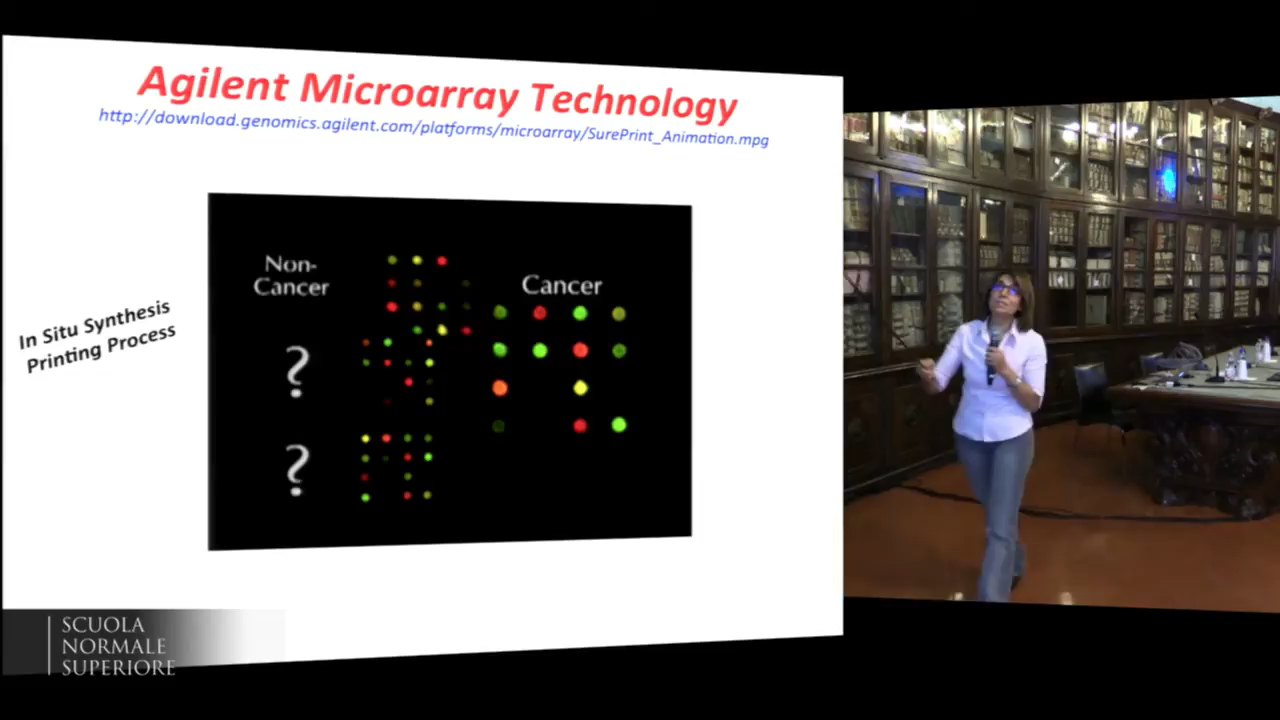 Agilent Microarray Technology
http://download.genomics.agilent.com/platforms/microarray/SurePrint_Animation.mpg
In Situ Synthesis
Printing Process
Non-
Cancer
Cancer
?
?
SCUOLA
NORMALE
SUPERIORE